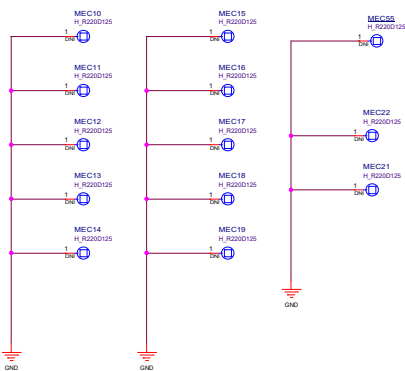 MEC10
H_R220D125
1
DNI
MEC11
H_R220D125
1
DNI
MEC12
H_R220D125
1
DNI
MEC13
H_R220D125
1
DNI
MEC14
H_R220D125
1
DNI
GND
MEC15
H_R220D125
1
DNI
MEC16
H_R220D125
1
DNI
MEC17
H_R220D125
1
DNI
MEC18
H_R220D125
1
DNI
MEC19
H_R220D125
1
DNI
GND
MEC55
H_R220D125
1
DNI
MEC22
H_R220D125
1
DNI
MEC21
H_R220D125
1
DNI
GND